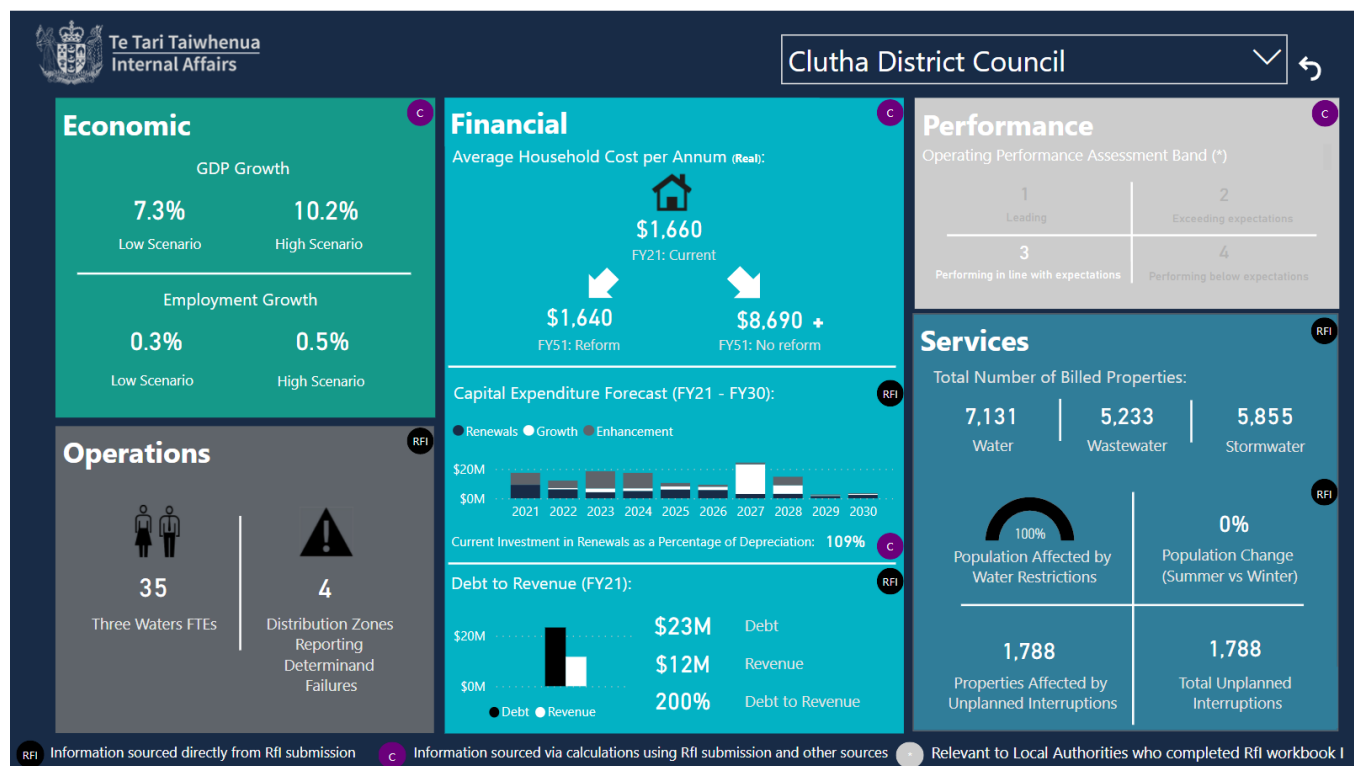 Te Tari Taiwhenua
Internal Affairs
Clutha District Council
Economic
C
GDP Growth
7.3%
10.2%
Low Scenario
High Scenario
Employment Growth
0.3%
0.5%
Low Scenario
High Scenario
Operations
RFI
35
4
Three Waters FTEs
Distribution Zones
Reporting
Determinand
Failures
Financial
C
Average Household Cost per Annum (Real):
$1,660
FY21: Current
$1,640
$8,690 +
FY51: Reform
FY51: No reform
Capital Expenditure Forecast (FY21 - FY30):
RFI
Renewals Growth Enhancement
$20M
$0M
2021 2022 2023 2024 2025 2026 2027 2028 2029 2030
Current Investment in Renewals as a Percentage of Depreciation: 109%
C
Debt to Revenue (FY21):
RFI
$20M
$0M
Debt Revenue
$23M Debt
$12M Revenue
200% Debt to Revenue
Performance
C
Operating Performance Assessment Band (*)
1
Leading
2
Exceeding expectations
3
Performing in line with expectations
4
Performing below expectations
Services
RFI
Total Number of Billed Properties:
7,131
5,233
5,855
Water
Wastewater
Stormwater
RFI
100%
Population Affected by
Water Restrictions
0%
Population Change
(Summer vs Winter)
1,788
Properties Affected by
Unplanned Interruptions
1,788
Total Unplanned
Interruptions
RFI Information sourced directly from RfI submission
C Information sourced via calculations using RfI submission and other sources
* Relevant to Local Authorities who completed RfI workbook I